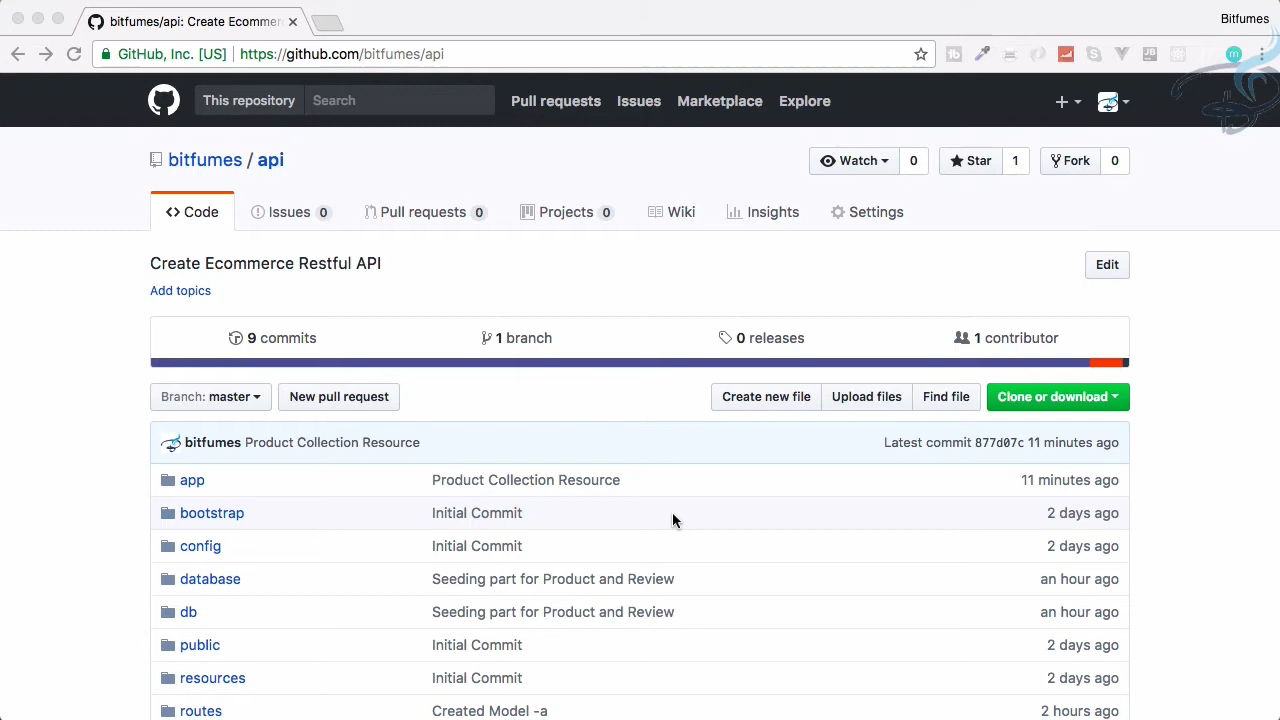 bitfumes/api: Create Ecommer
Bitfumes
GitHub, Inc. [US] https://github.com/bitfumes/api
This repository Search Pull requests Issues Marketplace Explore
bitfumes / api
Watch 0 Star 1 Fork 0
Code Issues 0 Pull requests 0 Projects 0 Wiki Insights Settings
Create Ecommerce Restful API Edit
Add topics
9 commits 1 branch 0 releases 1 contributor
Branch: master New pull request Create new file Upload files Find file Clone or download
bitfumes Product Collection Resource Latest commit 877d07c 11 minutes ago
app Product Collection Resource 11 minutes ago
bootstrap Initial Commit 2 days ago
config Initial Commit 2 days ago
database Seeding part for Product and Review an hour ago
db Seeding part for Product and Review an hour ago
public Initial Commit 2 days ago
resources Initial Commit 2 days ago
routes Created Model -a 2 hours ago